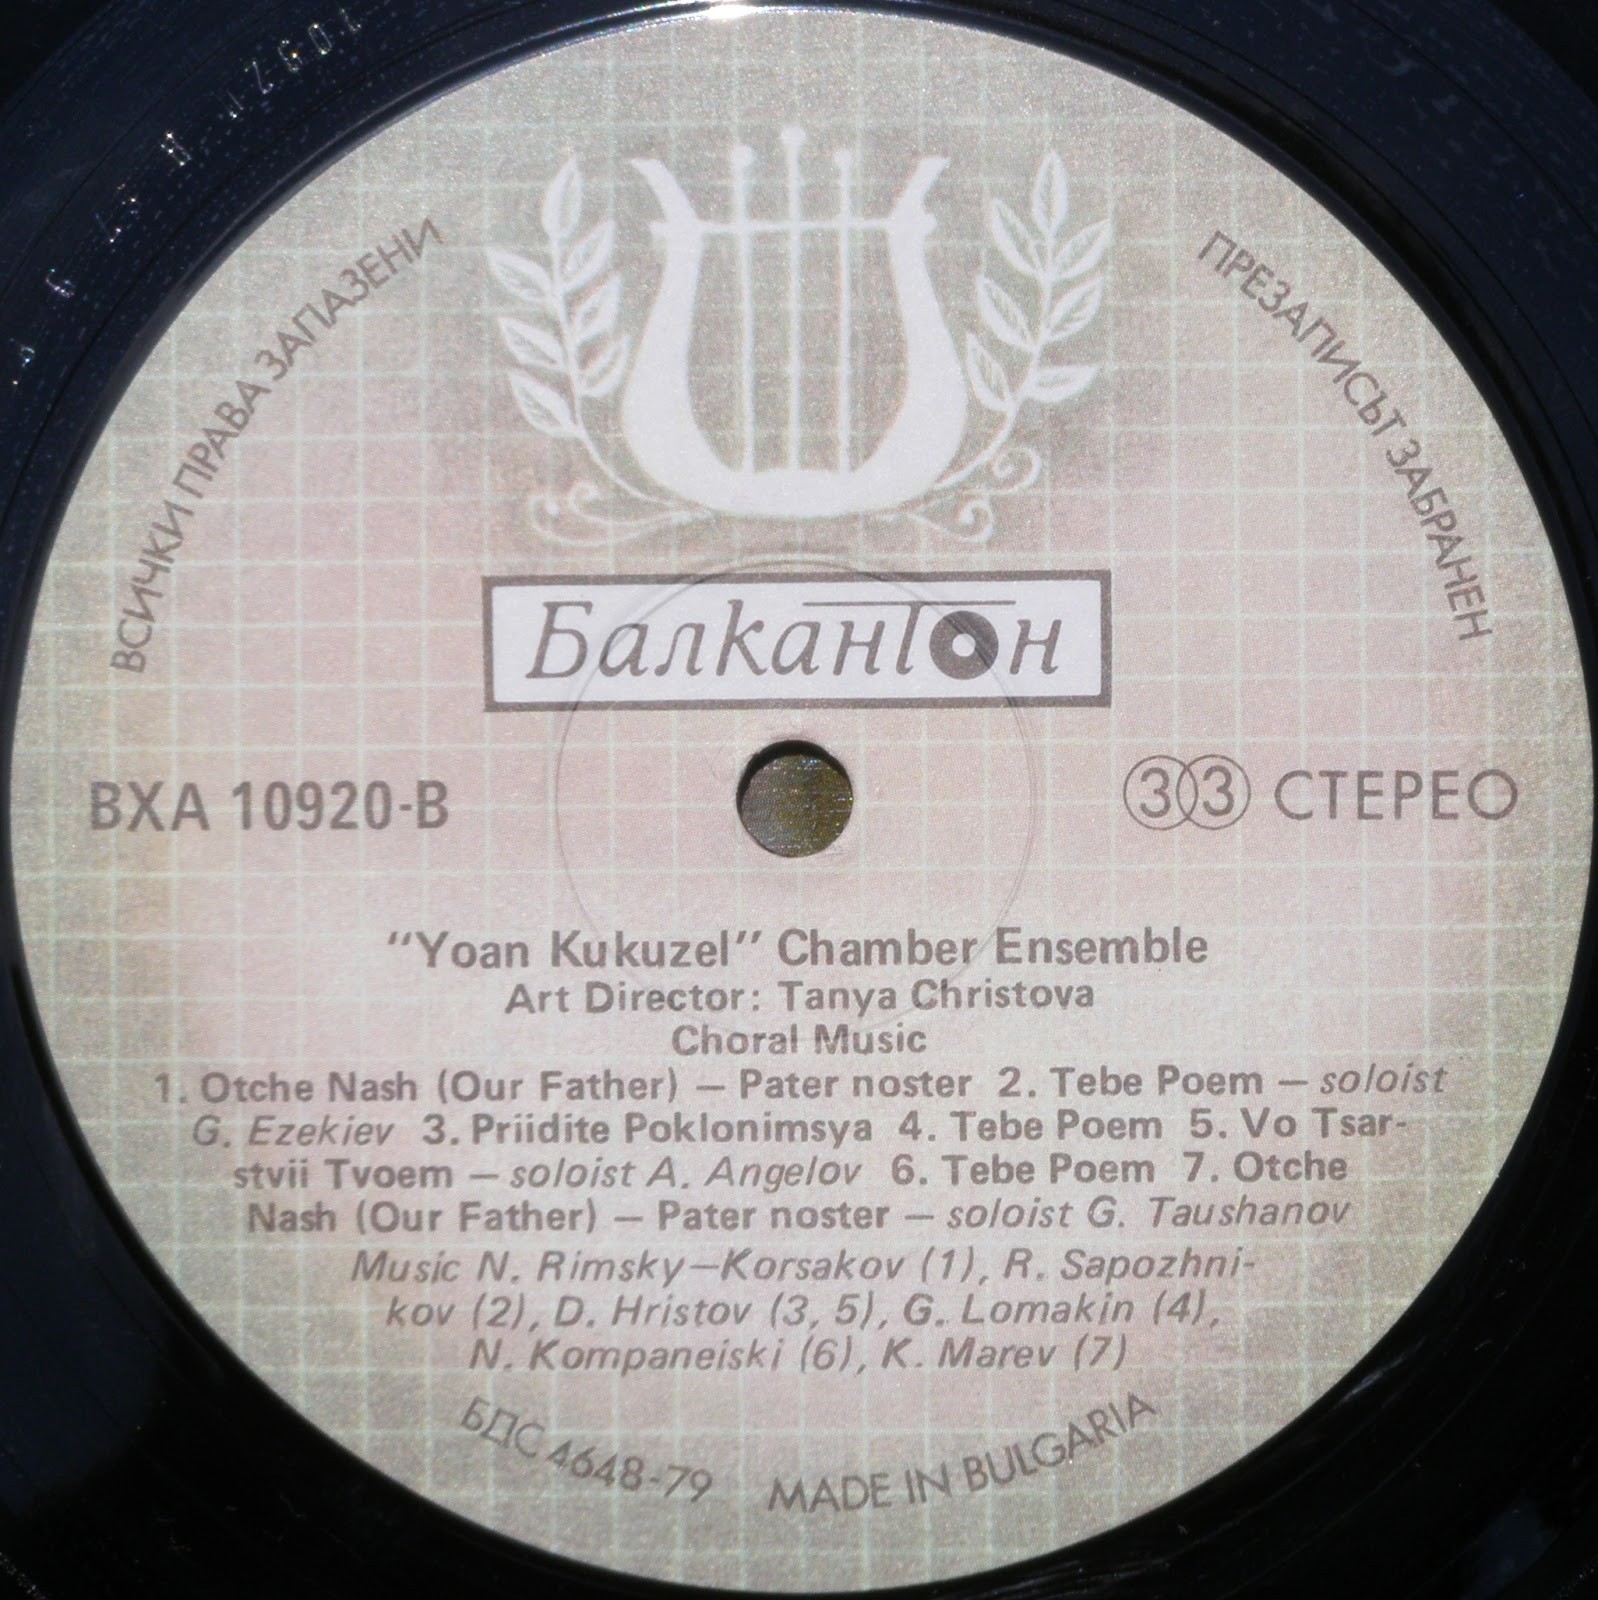 ВСИЧКИ ПРАВА ЗАПАЗЕНИ
ПРЕЗАПИСЪТ ЗАБРАНЕН
Балкантон
ВХА 10920-В
33 СТЕРЕО
"Yoan Kukuzel" Chamber Ensemble
Art Director: Tanya Christova
Choral Music
1. Otche Nash (Our Father) — Pater noster 2. Tebe Poem — soloist
G. Ezekiev 3. Priidite Poklonimsya 4. Tebe Poem 5. Vo Tsar-
stvii Tvoem — soloist A. Angelov 6. Tebe Poem 7. Otche
Nash (Our Father) — Pater noster — soloist G. Taushanov
Music N. Rimsky—Korsakov (1), R. Sapozhni-
kov (2), D. Hristov (3, 5), G. Lomakin (4),
N. Kompaneiski (6), K. Marev (7)
БДС 4648-79
MADE IN BULGARIA